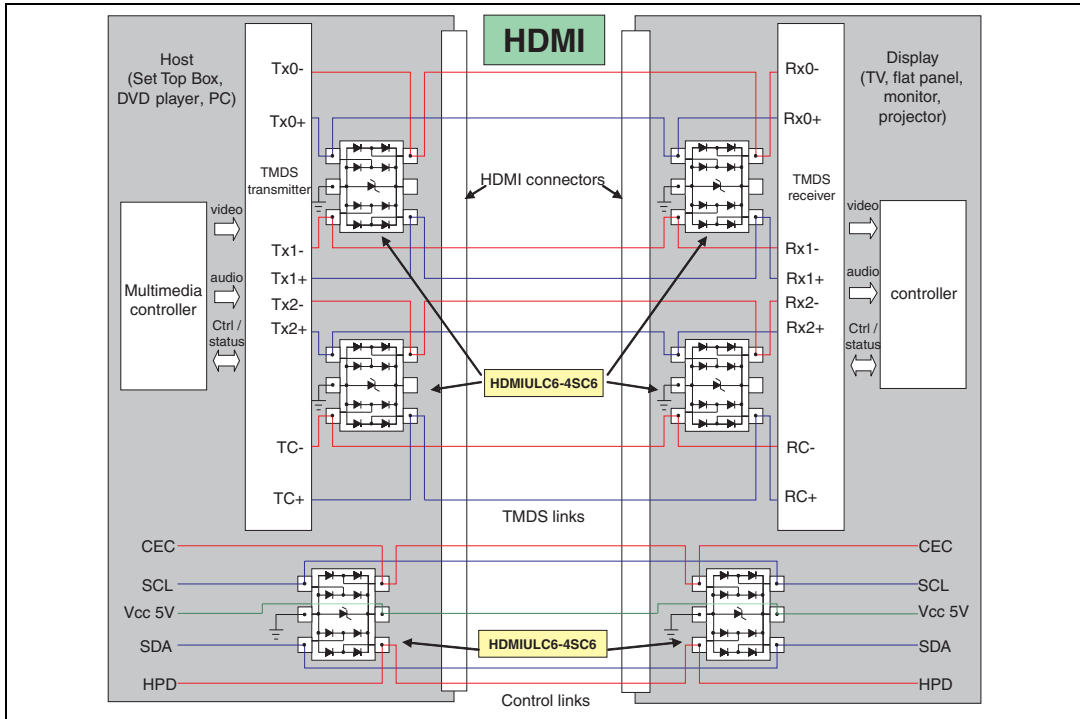 HDMI
Host
(Set Top Box,
DVD player, PC)
Display
(TV, flat panel,
monitor,
projector)
Tx0-
Tx0+
TMDS
transmitter
Tx1-
Tx1+
Tx2-
Tx2+
TC-
TC+
Rx0-
Rx0+
TMDS
receiver
Rx1-
Rx1+
Rx2-
Rx2+
RC-
RC+
HDMI connectors
Multimedia
controller
video
audio
Ctrl /
status
video
audio
Ctrl /
status
controller
HDMIULC6-4SC6
TMDS links
CEC
SCL
Vcc 5V
SDA
HPD
CEC
SCL
Vcc 5V
SDA
HPD
HDMIULC6-4SC6
Control links